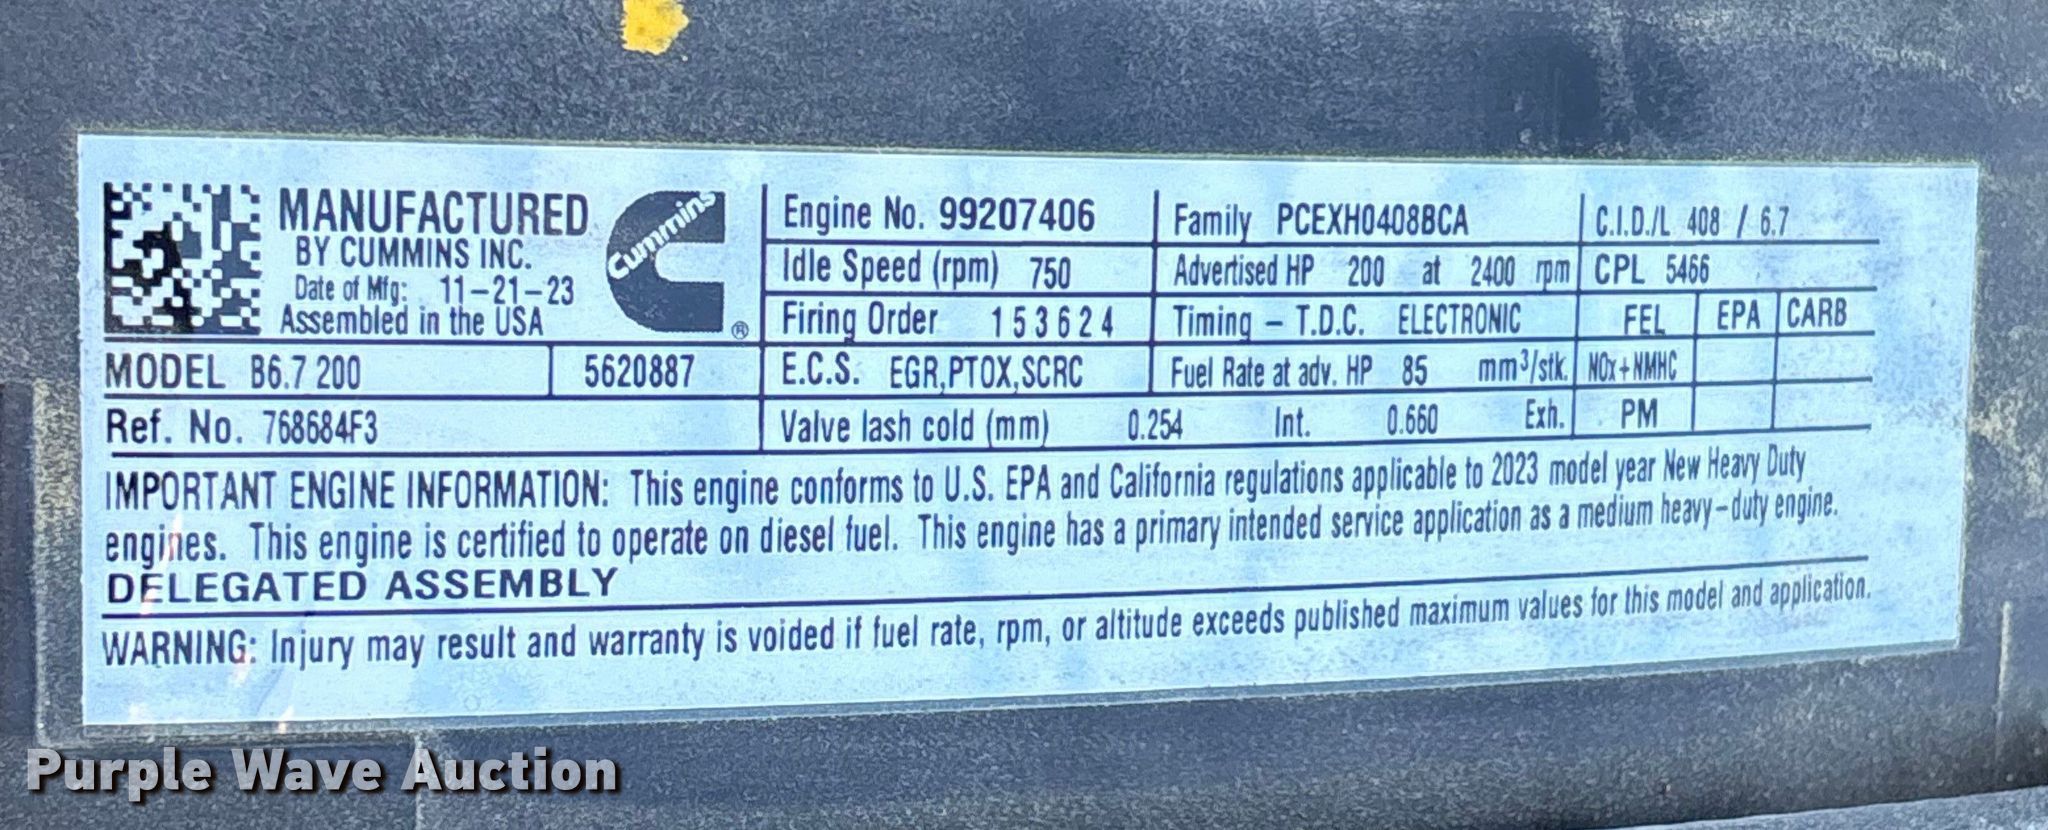 MANUFACTURED
BY CUMMINS INC.
Date of Mfg: 11-21-23
Assembled in the USA
Cummins ®
MODEL B6.7 200 5620887
Ref. No. 768684F3
Engine No. 99207406
Idle Speed (rpm) 750
Firing Order 153624
E.C.S. EGR,PTOX,SCRC
Family PCEXH0408BCA
Advertised HP 200 at 2400 rpm
Timing – T.D.C. ELECTRONIC
Fuel Rate at adv. HP 85 mm³/stk.
Valve lash cold (mm) 0.254 Int. 0.660 Exh.
C.I.D./L 408 / 6.7
CPL 5466
FEL EPA CARB
NOx+NMHC
PM
IMPORTANT ENGINE INFORMATION: This engine conforms to U.S. EPA and California regulations applicable to 2023 model year New Heavy Duty
engines. This engine is certified to operate on diesel fuel. This engine has a primary intended service application as a medium heavy-duty engine.
DELEGATED ASSEMBLY
WARNING: Injury may result and warranty is voided if fuel rate, rpm, or altitude exceeds published maximum values for this model and application.
Purple Wave Auction